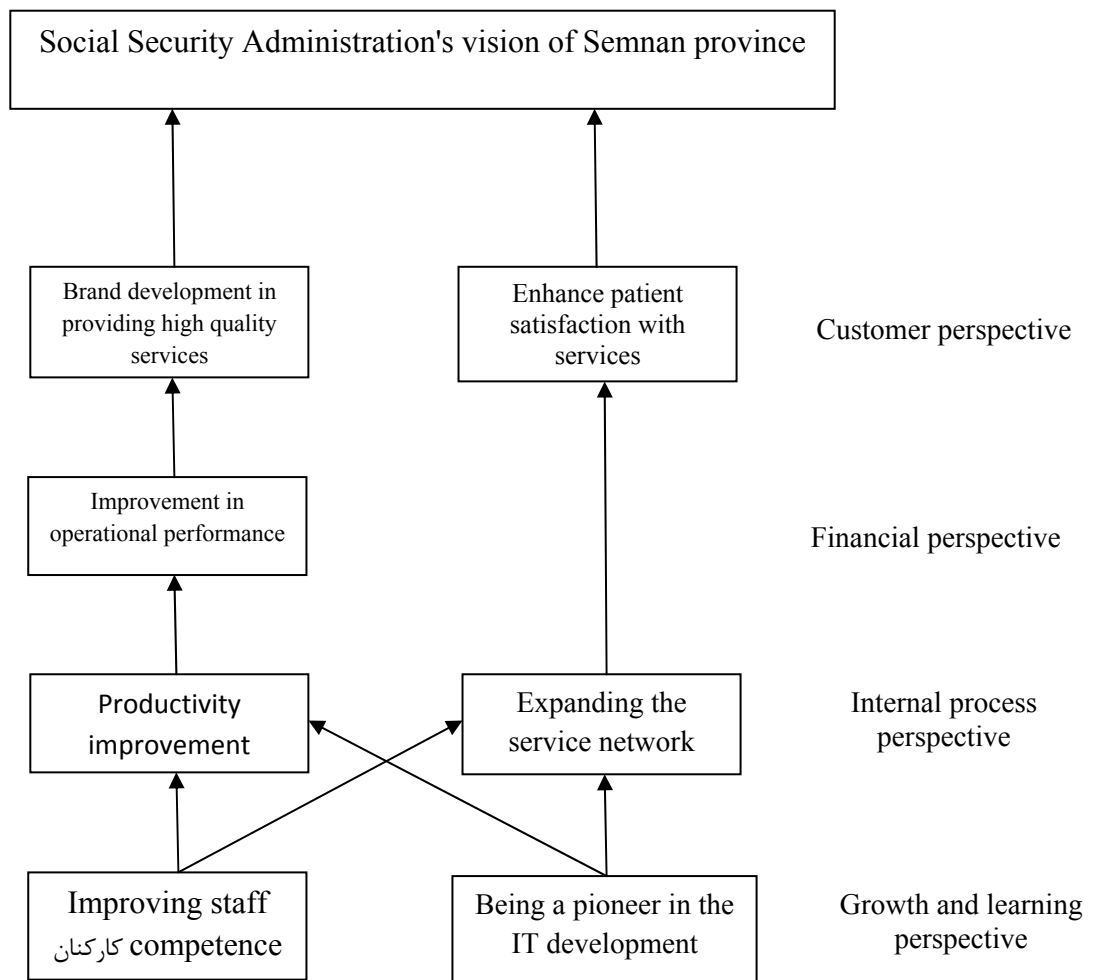 Social Security Administration's vision of Semnan province
Brand development in
providing high quality
services
Enhance patient
satisfaction with
services
Customer perspective
Improvement in
operational performance
Financial perspective
Productivity
improvement
Expanding the
service network
Internal process
perspective
Improving staff
کارکنان competence
Being a pioneer in the
IT development
Growth and learning
perspective